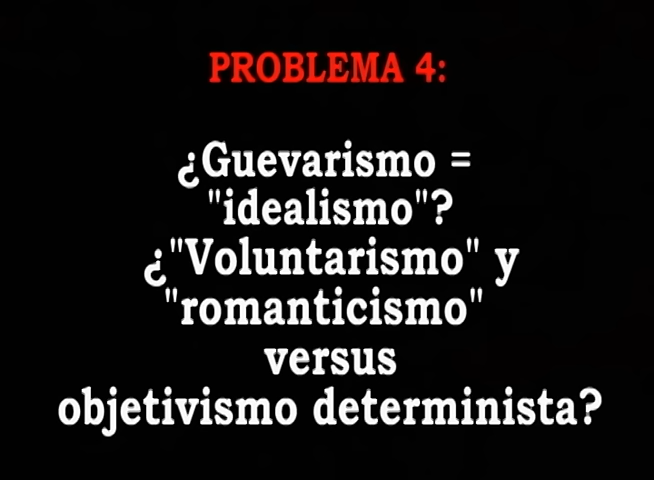 PROBLEMA 4:
¿Guevarismo =
"idealismo"?
¿"Voluntarismo" y
"romanticismo"
versus
objetivismo determinista?